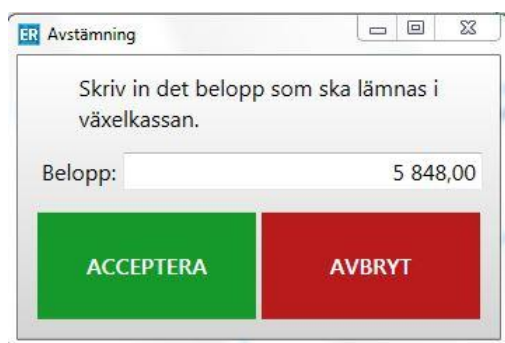 ER Avstämning
Skriv in det belopp som ska lämnas i
växelkassan.
Belopp: 5 848,00
ACCEPTERA AVBRYT